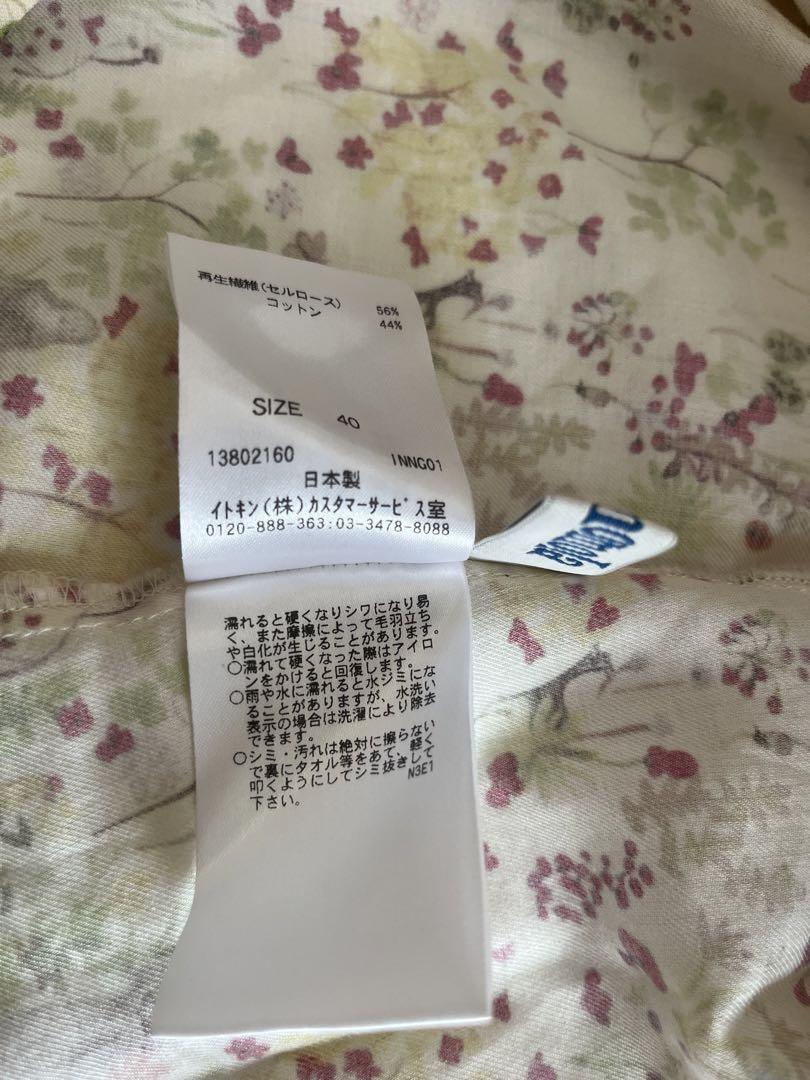 再生繊維(セルロース) 56%
コットン 44%
SIZE 40
13802160 INNG01
日本製
イトキン(株)カスタマーサービス室
0120-888-363:03-3478-8088
濡れると硬くなりシワになり易
く、また摩擦によって毛羽立ち
や白化が生じることがあります。
○濡れて硬くなった際はアイロ
ンをかけると回復します。
○雨や水に濡れると水ジミにな
ることがありますが、水洗い
表示の場合は洗濯により除去
できます。
○シミ・汚れは絶対に擦らない
で裏にタオル等をあて、軽く
叩くようにしてシミ抜きして
下さい。 N3E1